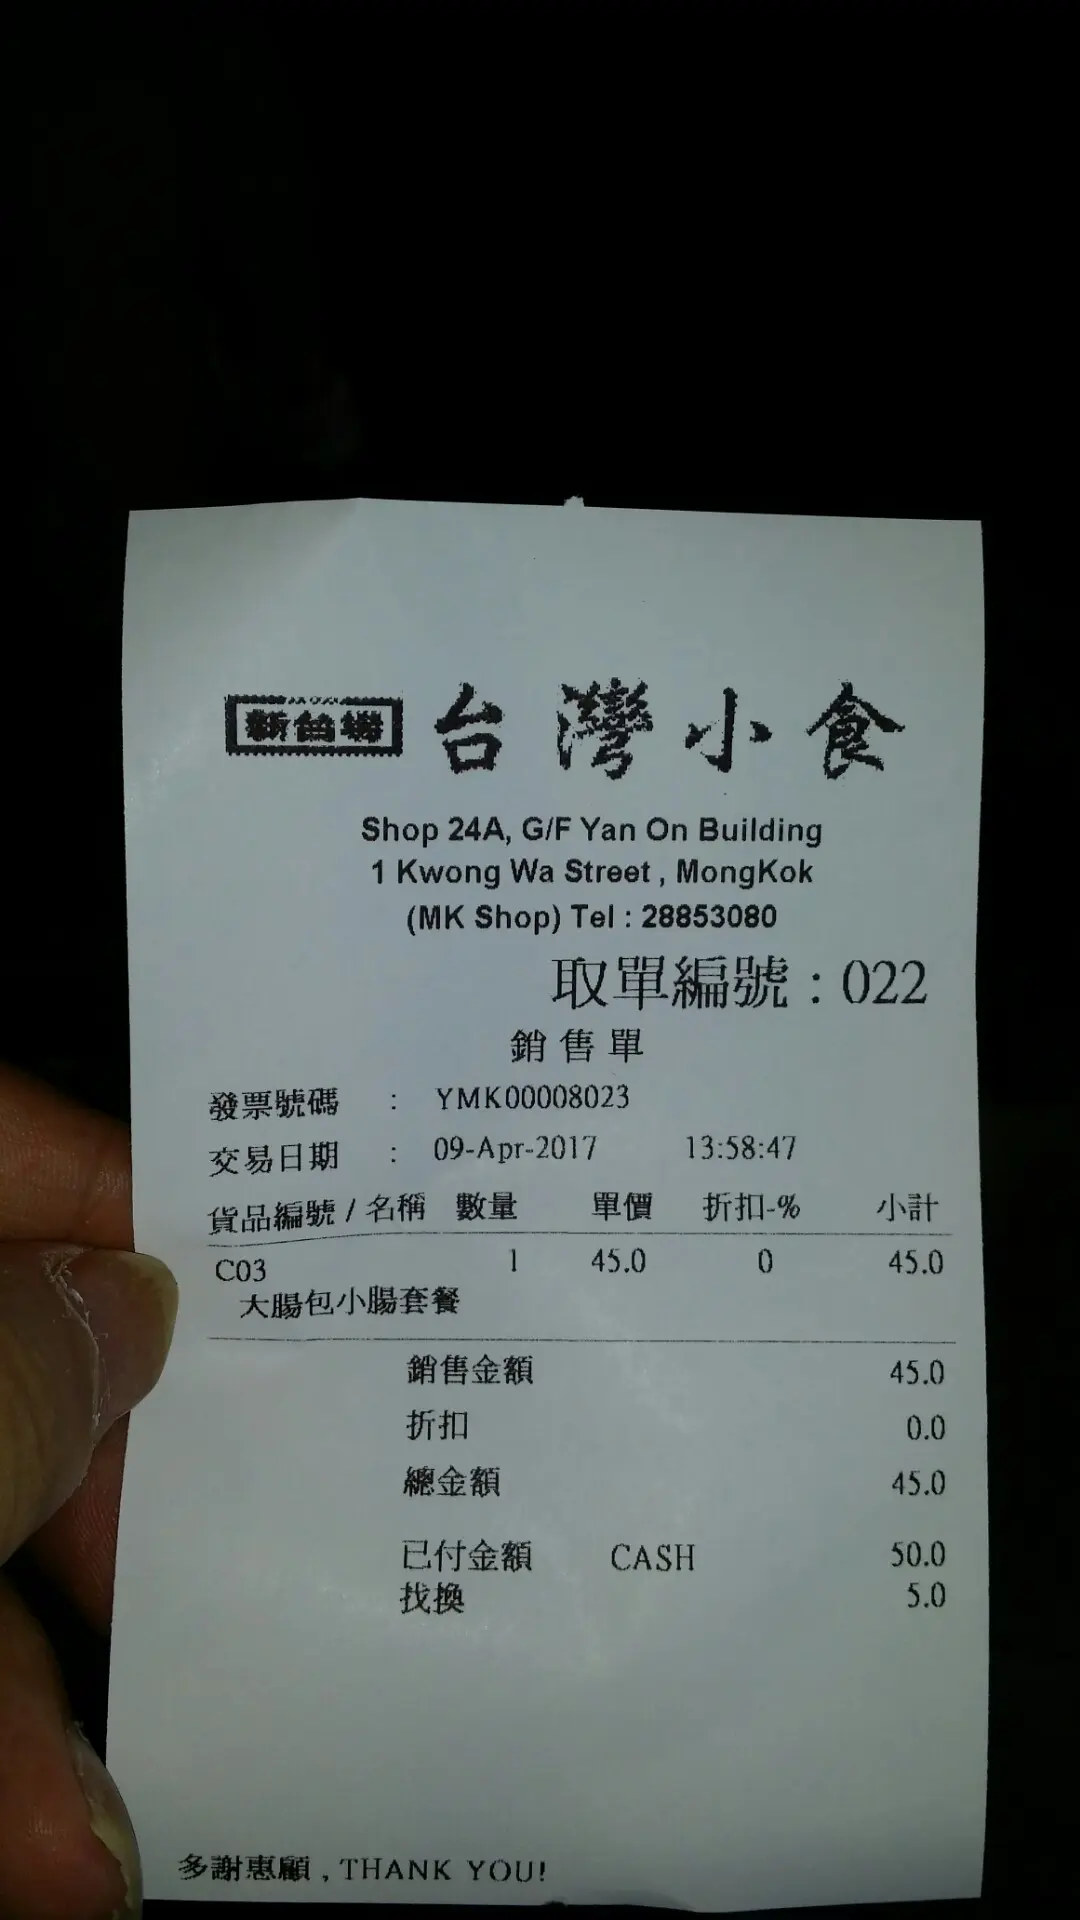 台灣小食
Shop 24A, G/F Yan On Building
1 Kwong Wa Street , MongKok
(MK Shop) Tel : 28853080
取單編號 : 022
銷售單
發票號碼 : YMK00008023
交易日期 : 09-Apr-2017 13:58:47
貨品編號 / 名稱 數量 單價 折扣-% 小計
C03 1 45.0 0 45.0
大腸包小腸套餐
銷售金額 45.0
折扣 0.0
總金額 45.0
已付金額 CASH 50.0
找換 5.0
多謝惠顧 , THANK YOU!